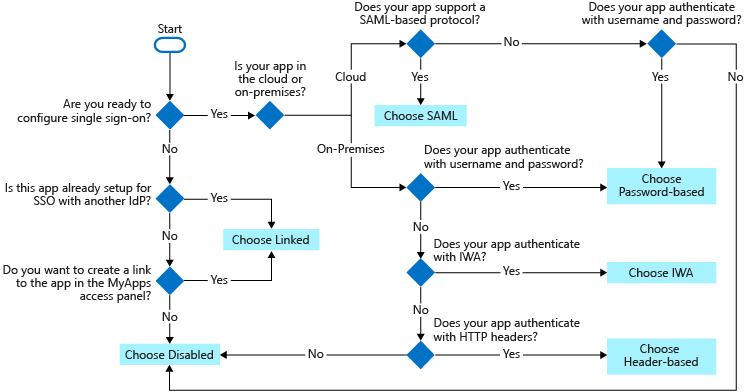 Does your app support a
SAML-based protocol?
Does your app authenticate
with username and password?
Start
No
Is your app in
the cloud or
on-premises?
Cloud
Yes
Yes
No
Are you ready to
configure single sign-on?
Yes
Choose SAML
No
On-Premises
Does your app authenticate
with username and password?
Yes
Choose
Password-based
Is this app already setup for
SSO with another IdP?
Yes
No
Choose Linked
No
Does your app authenticate
with IWA?
Yes
Choose IWA
Do you want to create a link
to the app in the MyApps
access panel?
Yes
No
No
Does your app authenticate
with HTTP headers?
Choose Disabled
No
Yes
Choose
Header-based